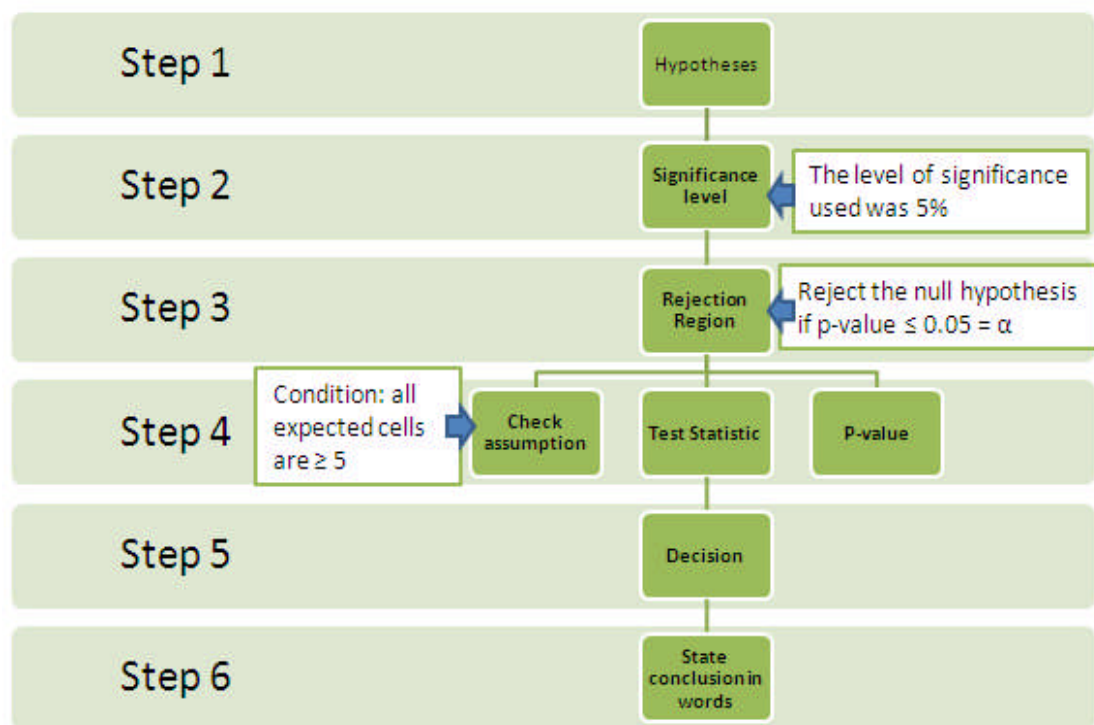 Step 1
Hypotheses
Step 2
Significance
level
The level of significance
used was 5%
Step 3
Rejection
Region
Reject the null hypothesis
if p-value ≤ 0.05 = α
Step 4
Condition: all
expected cells
are ≥ 5
Check
assumption
Test Statistic
P-value
Step 5
Decision
Step 6
State
conclusion in
words